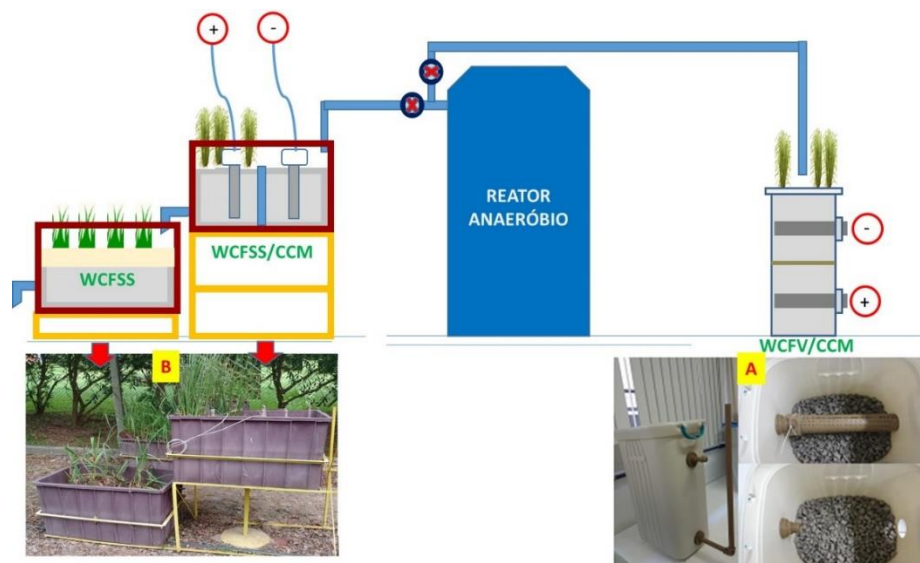 +
-
REATOR
ANAERÓBIO
WCFSS
WCFSS/CCM
-
+
WCFV/CCM
B
A